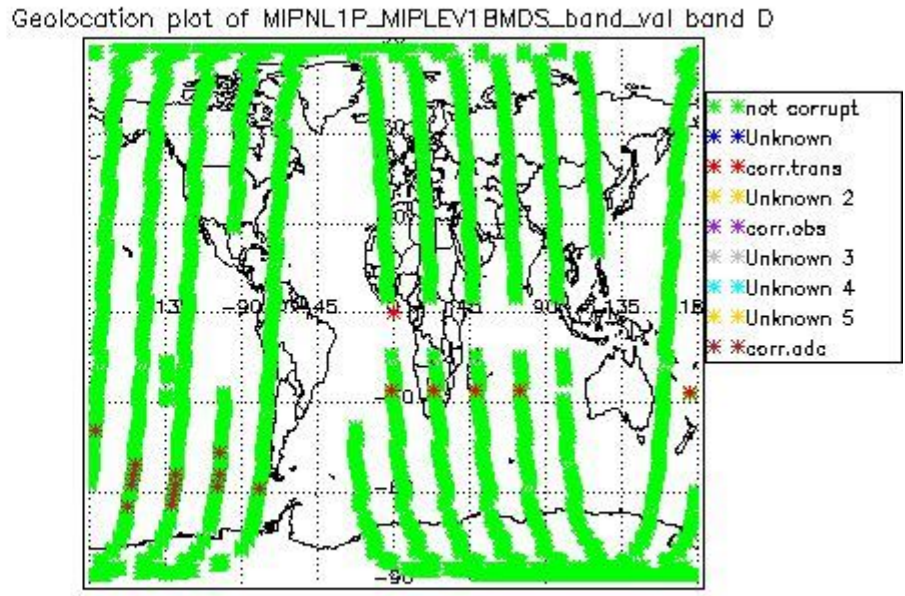 Geolocation plot of MIPNL1P_MIPLEV1BMDS_band_val band D
not corrupt
Unknown
corr.trans
Unknown 2
corr.obs
Unknown 3
Unknown 4
Unknown 5
corr.adc
-90
-45
90
135
-90